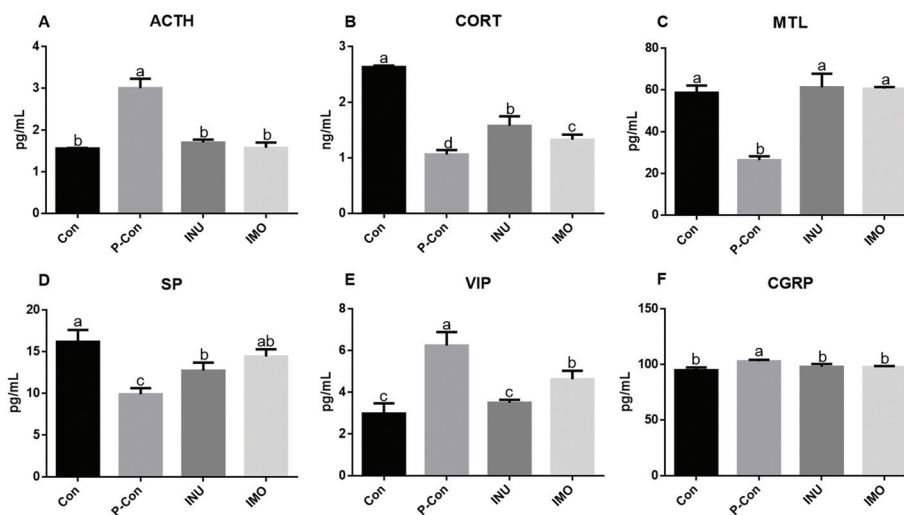 A ACTH
4
3
2
1
0
pg/mL
b a b b
Con P-Con INU IMO
B CORT
3
2
1
0
ng/mL
a d b c
Con P-Con INU IMO
C MTL
80
60
40
20
0
pg/mL
a b a a
Con P-Con INU IMO
D SP
20
15
10
5
0
pg/mL
a c b ab
Con P-Con INU IMO
E VIP
8
6
4
2
0
pg/mL
c a c b
Con P-Con INU IMO
F CGRP
150
100
50
0
pg/mL
b a b b
Con P-Con INU IMO